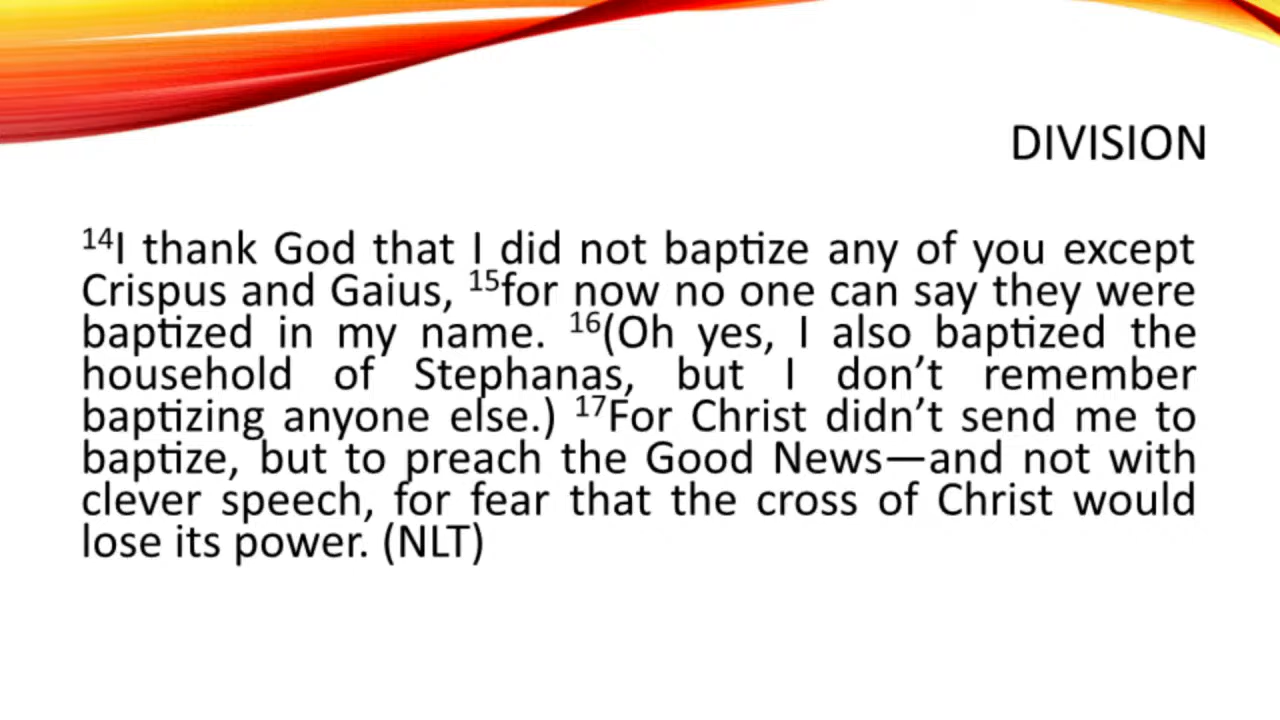 DIVISION
¹⁴I thank God that I did not baptize any of you except
Crispus and Gaius, ¹⁵for now no one can say they were
baptized in my name. ¹⁶(Oh yes, I also baptized the
household of Stephanas, but I don’t remember
baptizing anyone else.) ¹⁷For Christ didn’t send me to
baptize, but to preach the Good News—and not with
clever speech, for fear that the cross of Christ would
lose its power. (NLT)